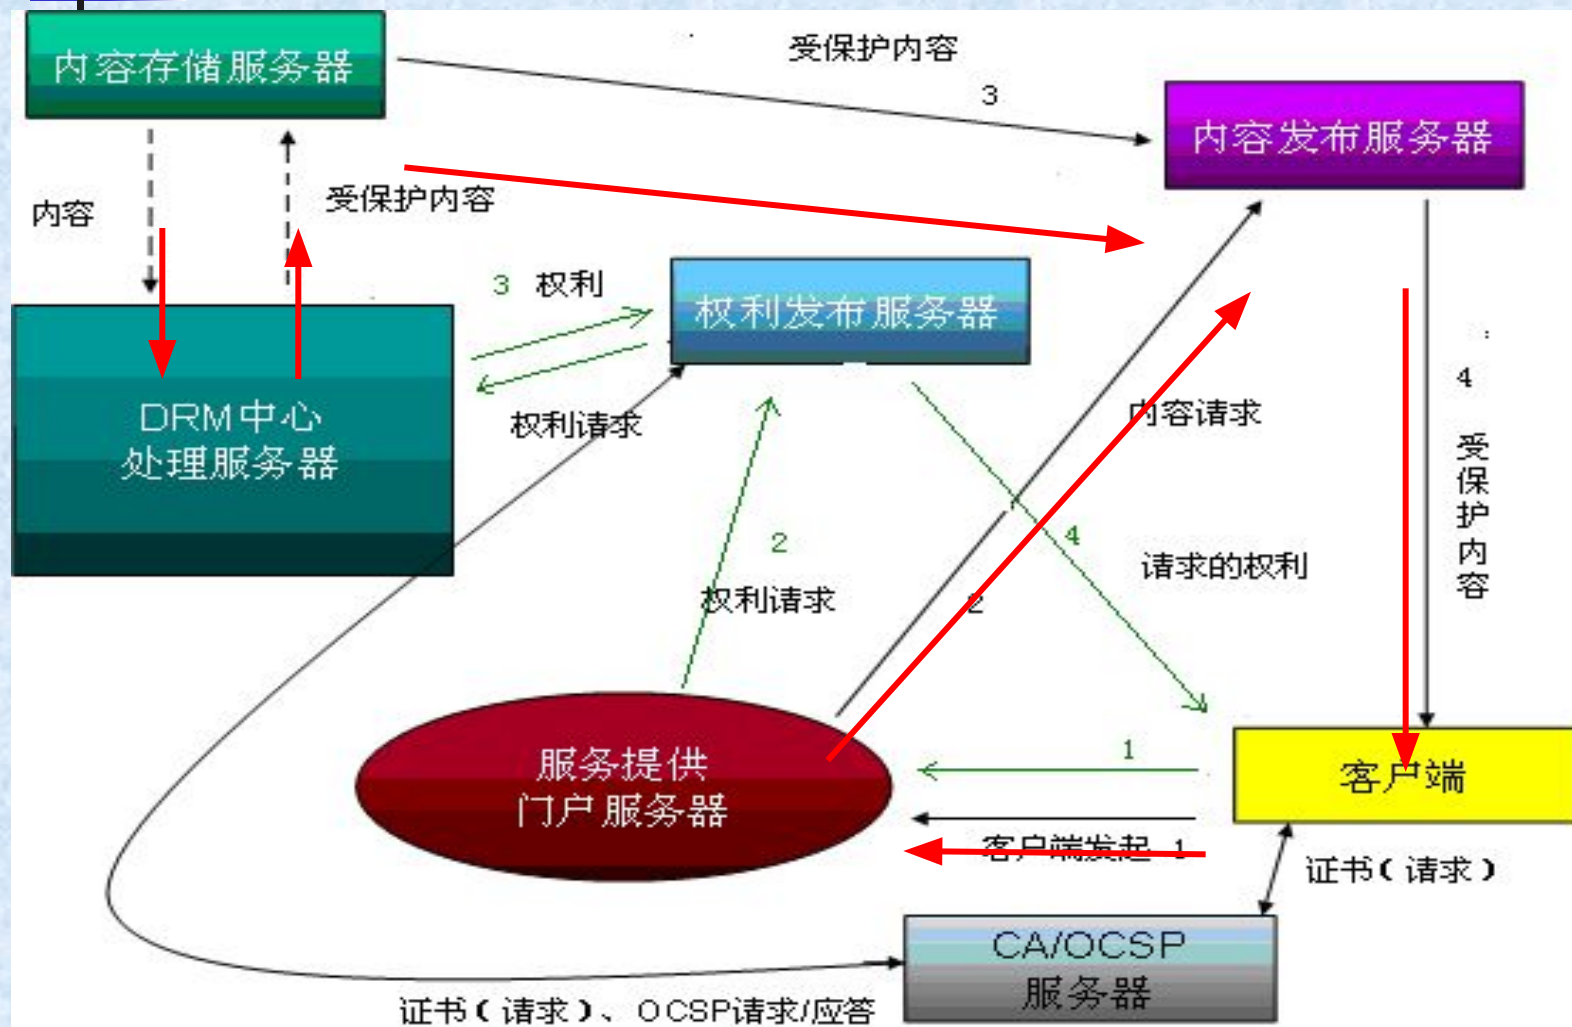 受保护内容
内容存储服务器
3
内容发布服务器
内容
受保护内容
3 权利
权利发布服务器
4
受保护内容
DRM中心
处理服务器
权利请求
内容请求
2
4
请求的权利
权利请求
2
服务提供
门户服务器
1
客户端
客户端发起 1
证书（请求）
CA/OCSP
服务器
证书（请求）、OCSP请求/应答